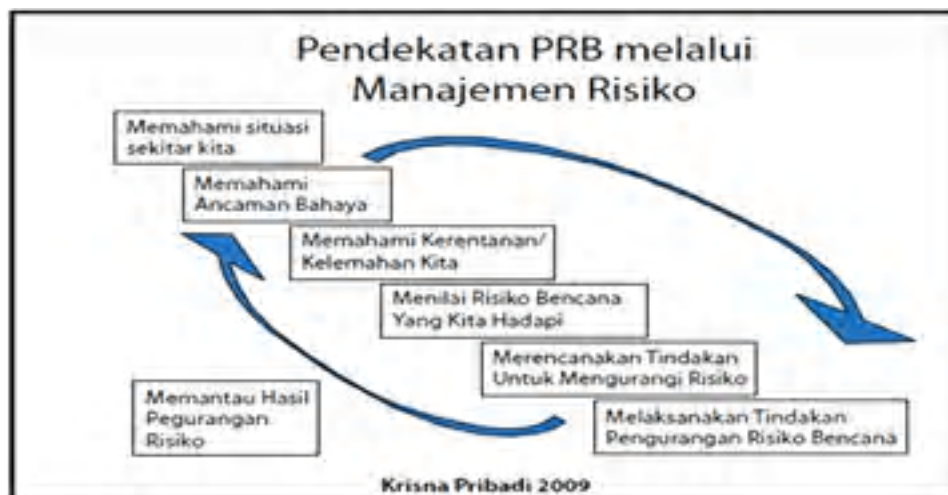 Pendekatan PRB melalui
Manajemen Risiko
Memahami situasi
sekitar kita
Memahami
Ancaman Bahaya
Memahami Kerentanan/
Kelemahan Kita
Menilai Risiko Bencana
Yang Kita Hadapi
Merencanakan Tindakan
Untuk Mengurangi Risiko
Melaksanakan Tindakan
Pengurangan Risiko Bencana
Memantau Hasil
Pegurangan
Risiko
Krisna Pribadi 2009